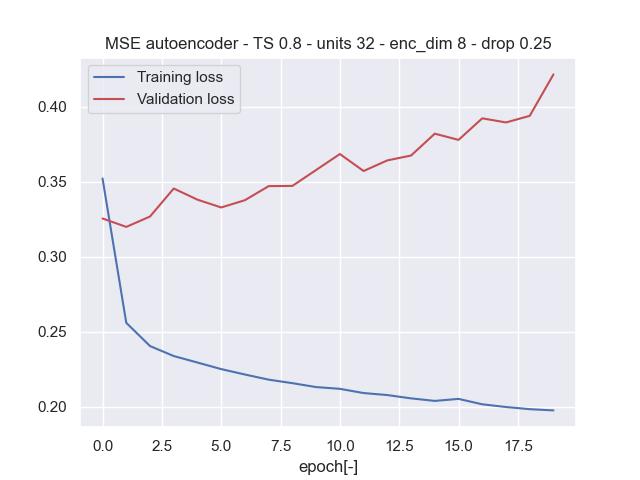 MSE autoencoder - TS 0.8 - units 32 - enc_dim 8 - drop 0.25
Training loss
Validation loss
0.40
0.35
0.30
0.25
0.20
0.0 2.5 5.0 7.5 10.0 12.5 15.0 17.5
epoch[-]